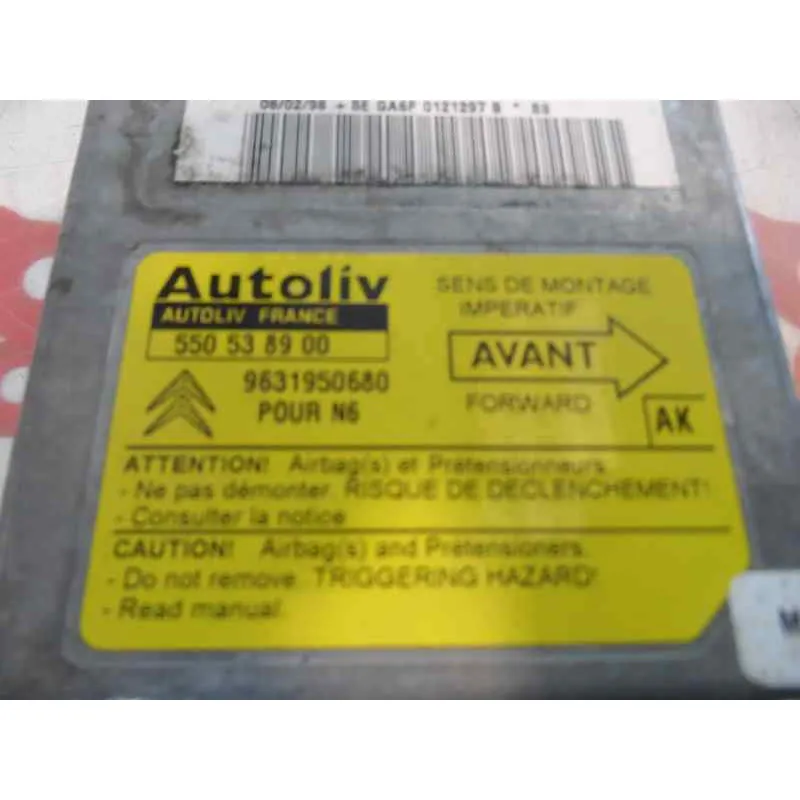 06/02/98 + 5E GA6F 0121297 B * 89
Autoliv
AUTOLIV FRANCE
550 53 89 00
9631950680
POUR N6
SENS DE MONTAGE
IMPERATIF
AVANT
FORWARD
AK
ATTENTION! Airbag(s) et Prétensionneurs
- Ne pas démonter. RISQUE DE DECLENCHEMENT!
- Consulter la notice
CAUTION! Airbag(s) and Prétensioners.
- Do not remove. TRIGGERING HAZARD!
- Read manual.
M